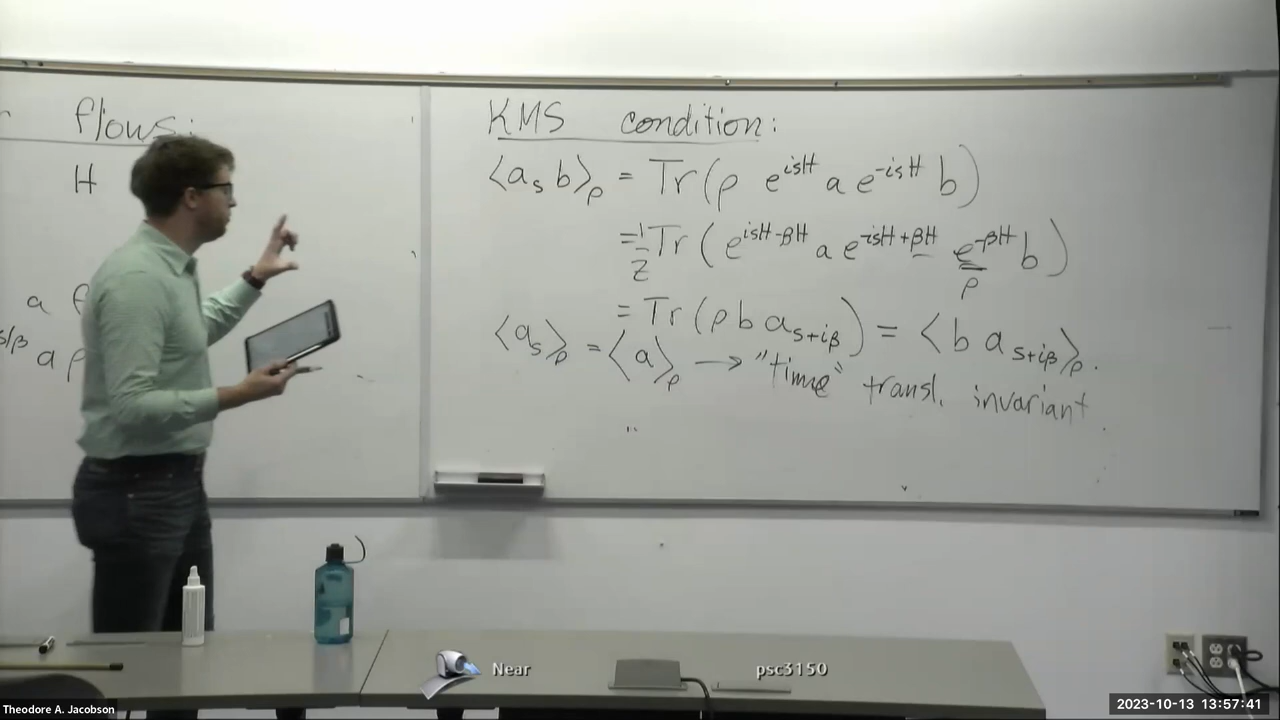 flows:
H
a
a ρ
KMS condition:
⟨a_s b⟩_ρ = Tr(ρ e^{isH} a e^{-isH} b)
= 1/Z Tr(e^{isH-βH} a e^{-isH+βH} e^{-βH} b)
ρ
= Tr(ρ b a_{s+iβ}) = ⟨b a_{s+iβ}⟩_ρ.
⟨a_s⟩_ρ = ⟨a⟩_ρ → "time" transl. invariant
Near
psc3150
Theodore A. Jacobson
2023-10-13 13:57:41